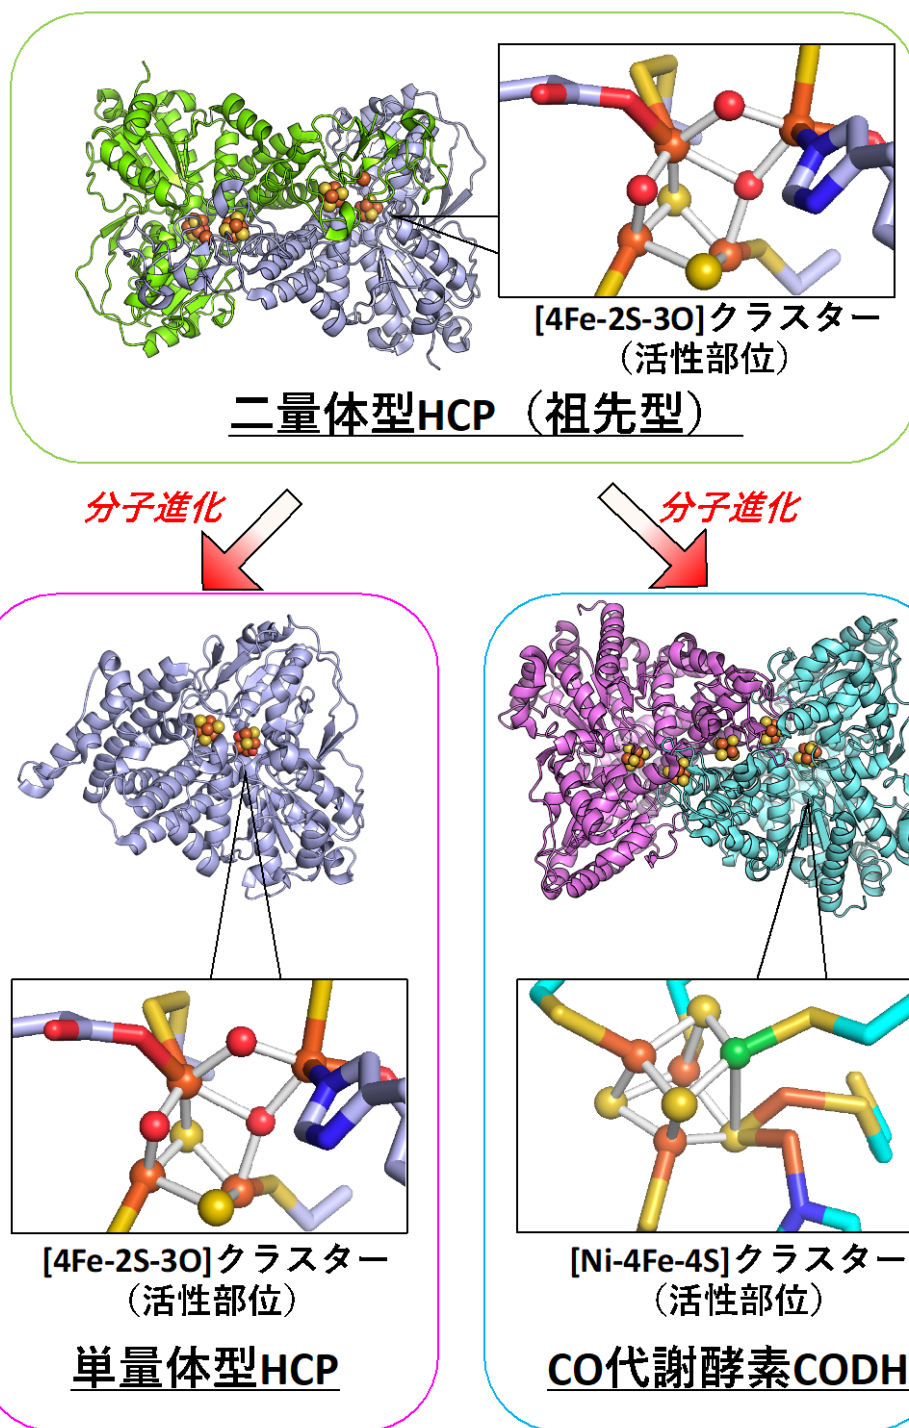 [4Fe-2S-3O]クラスター
（活性部位）
二量体型HCP（祖先型）
分子進化
分子進化
[4Fe-2S-3O]クラスター
（活性部位）
単量体型HCP
[Ni-4Fe-4S]クラスター
（活性部位）
CO代謝酵素CODH